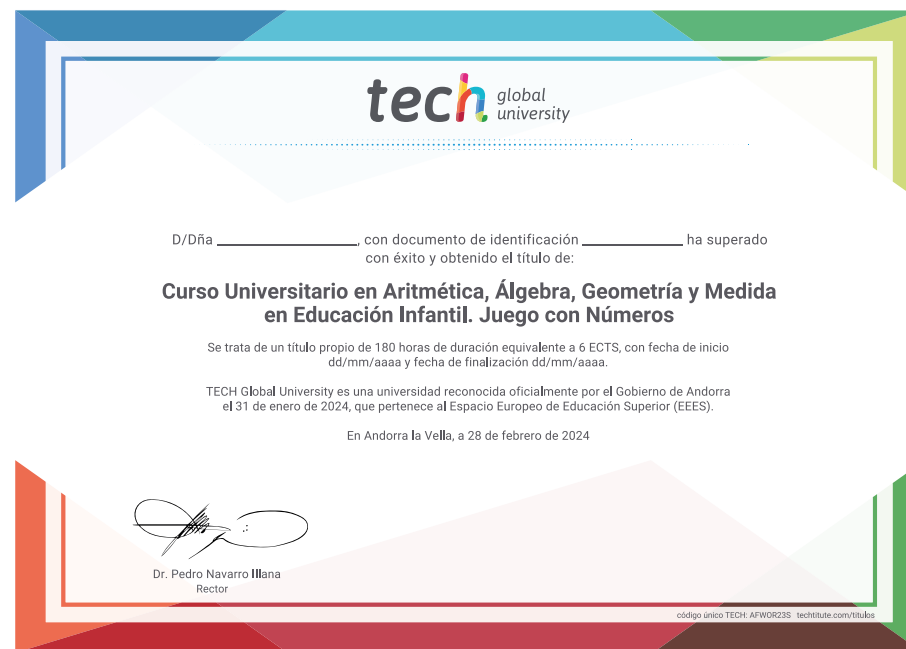 tech global university
D/Dña ____________________, con documento de identificación ______________ ha superado
con éxito y obtenido el título de:
Curso Universitario en Aritmética, Álgebra, Geometría y Medida
en Educación Infantil. Juego con Números
Se trata de un título propio de 180 horas de duración equivalente a 6 ECTS, con fecha de inicio
dd/mm/aaaa y fecha de finalización dd/mm/aaaa.
TECH Global University es una universidad reconocida oficialmente por el Gobierno de Andorra
el 31 de enero de 2024, que pertenece al Espacio Europeo de Educación Superior (EEES).
En Andorra la Vella, a 28 de febrero de 2024
Dr. Pedro Navarro Illana
Rector
código único TECH: AFWOR23S techtitute.com/titulos